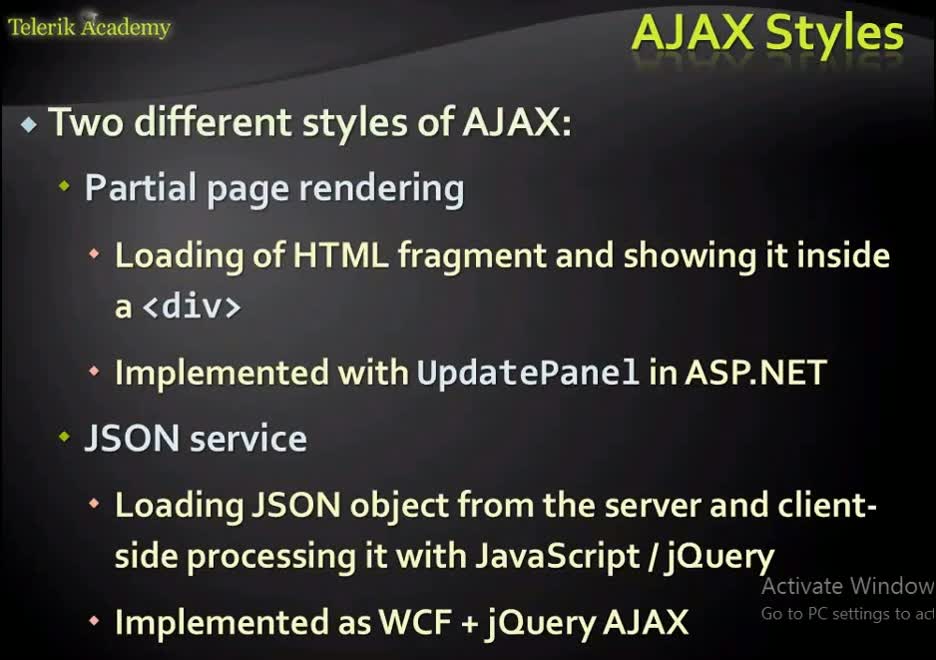 Telerik Academy
AJAX Styles
Two different styles of AJAX:
Partial page rendering
Loading of HTML fragment and showing it inside
a <div>
Implemented with UpdatePanel in ASP.NET
JSON service
Loading JSON object from the server and client-
side processing it with JavaScript / jQuery
Activate Window
Go to PC settings to act
Implemented as WCF + jQuery AJAX